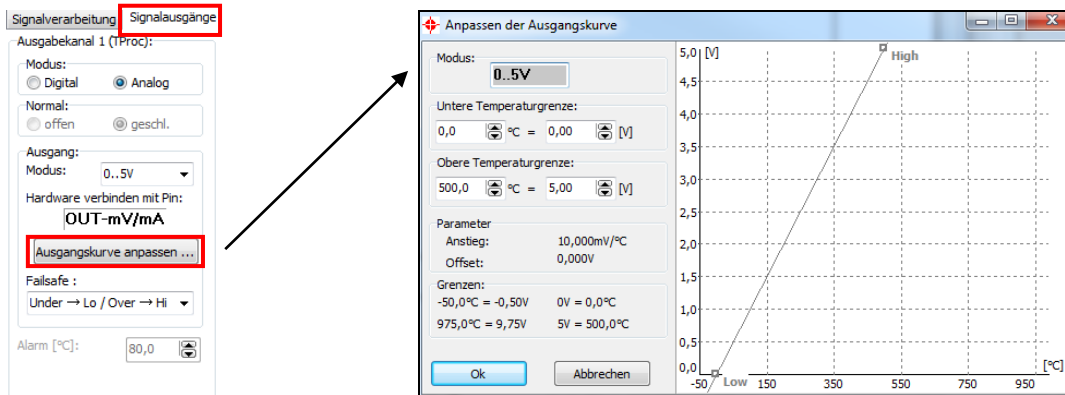 Signalverarbeitung Signalausgänge
Ausgabekanal 1 (TProc):
Modus:
Digital Analog
Normal:
offen geschl.
Ausgang:
Modus: 0..5V
Hardware verbinden mit Pin:
OUT-mV/mA
Ausgangskurve anpassen ...
Failsafe :
Under → Lo / Over → Hi
Alarm [°C]: 80,0
Anpassen der Ausgangskurve
Modus:
0..5V
Untere Temperaturgrenze:
0,0 °C = 0,00 [V]
Obere Temperaturgrenze:
500,0 °C = 5,00 [V]
Parameter
Anstieg: 10,000mV/°C
Offset: 0,000V
Grenzen:
-50,0°C = -0,50V 0V = 0,0°C
975,0°C = 9,75V 5V = 500,0°C
Ok Abbrechen
5,0 [V]
High
4,5
4,0
3,5
3,0
2,5
2,0
1,5
1,0
0,5
0,0 [°C]
-50 Low 150 350 550 750 950